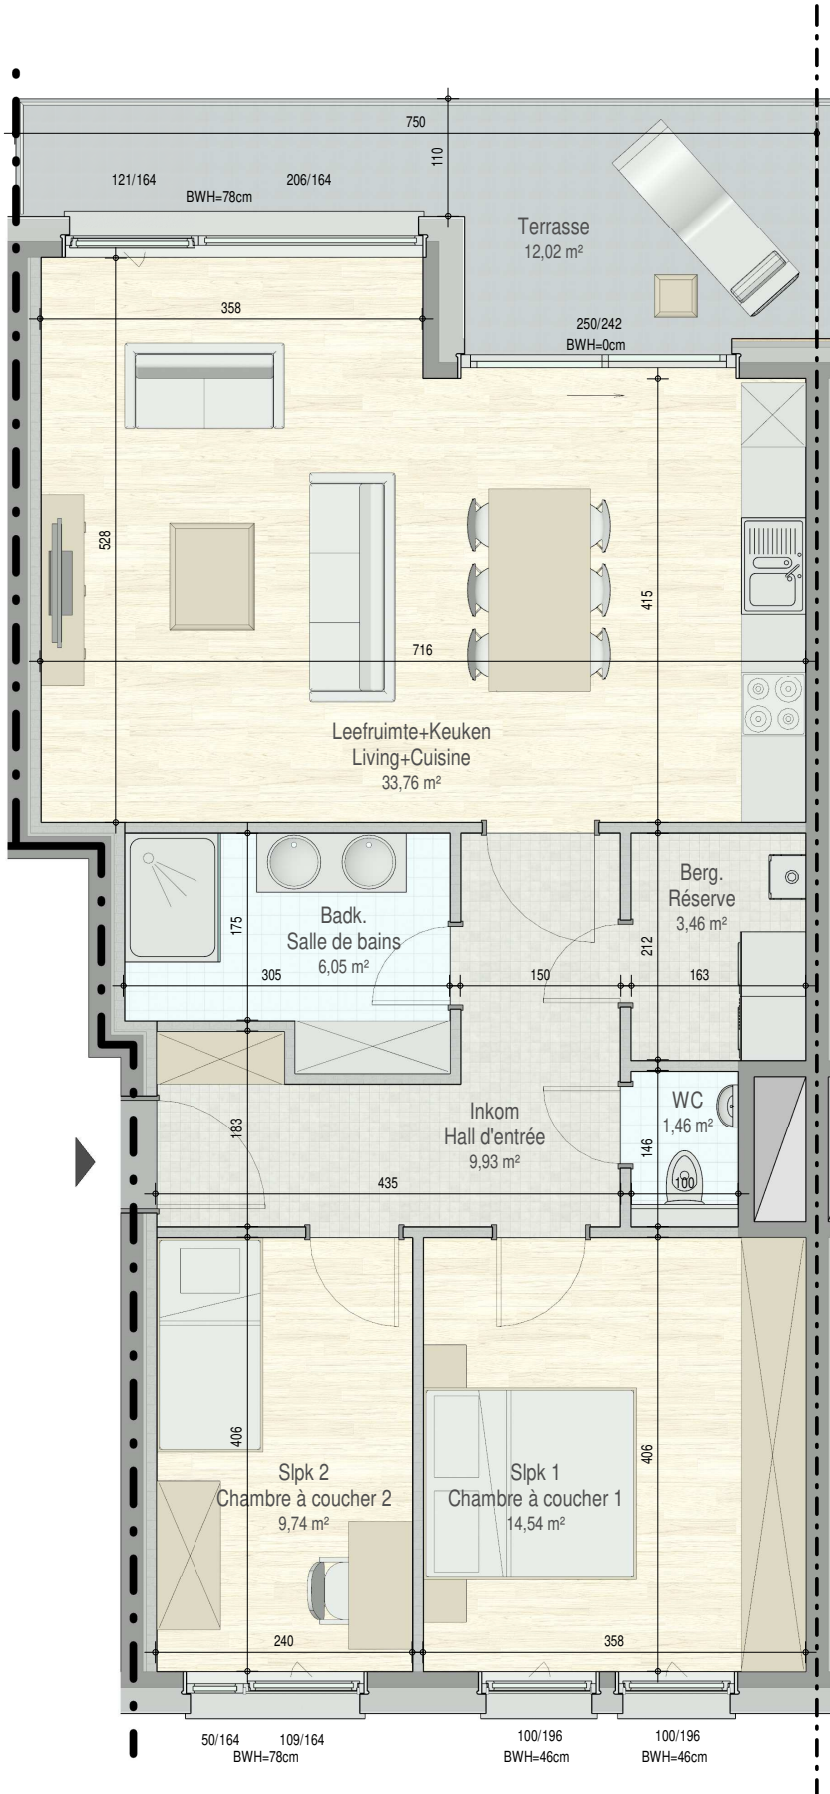 750
110
121/164
206/164
BWH=78cm
Terrasse
12,02 m²
358
250/242
BWH=0cm
528
415
716
Leefruimte+Keuken
Living+Cuisine
33,76 m²
Badk.
Salle de bains
6,05 m²
175
Berg.
Réserve
3,46 m²
212
305
150
163
183
Inkom
Hall d'entrée
9,93 m²
WC
1,46 m²
146
435
100
406
Slpk 2
Chambre à coucher 2
9,74 m²
Slpk 1
Chambre à coucher 1
14,54 m²
406
240
358
50/164
109/164
BWH=78cm
100/196
BWH=46cm
100/196
BWH=46cm